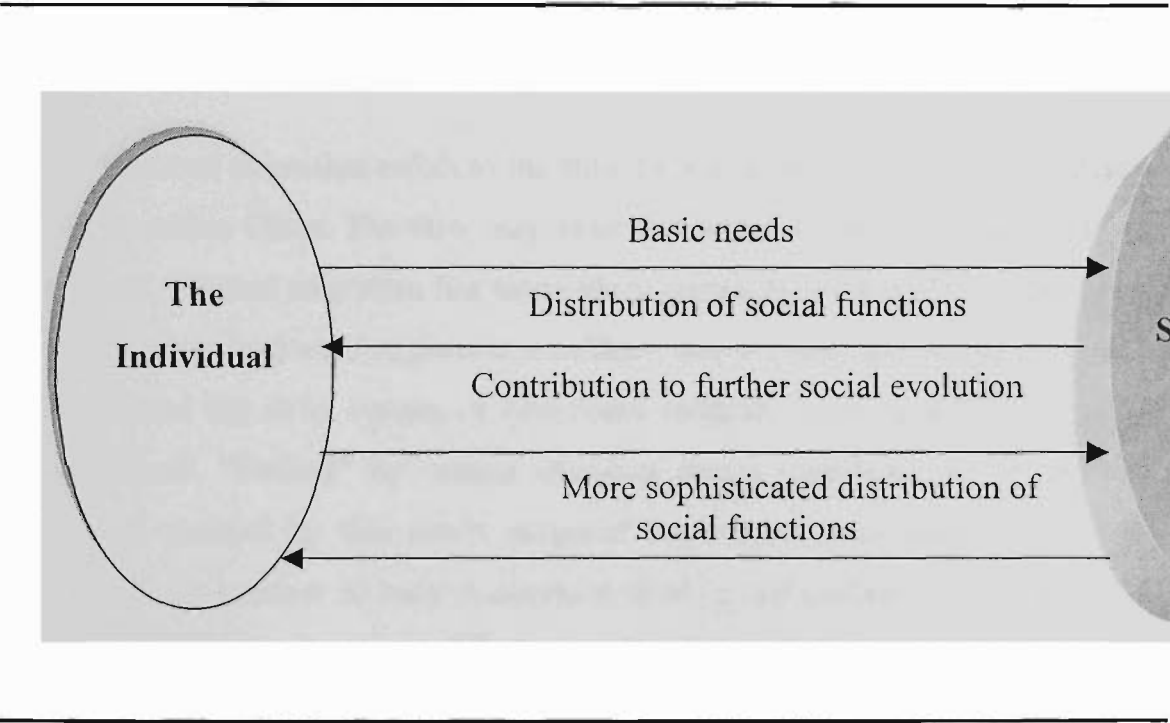 Basic needs
The
Individual
Distribution of social functions
S
Contribution to further social evolution
More sophisticated distribution of
social functions